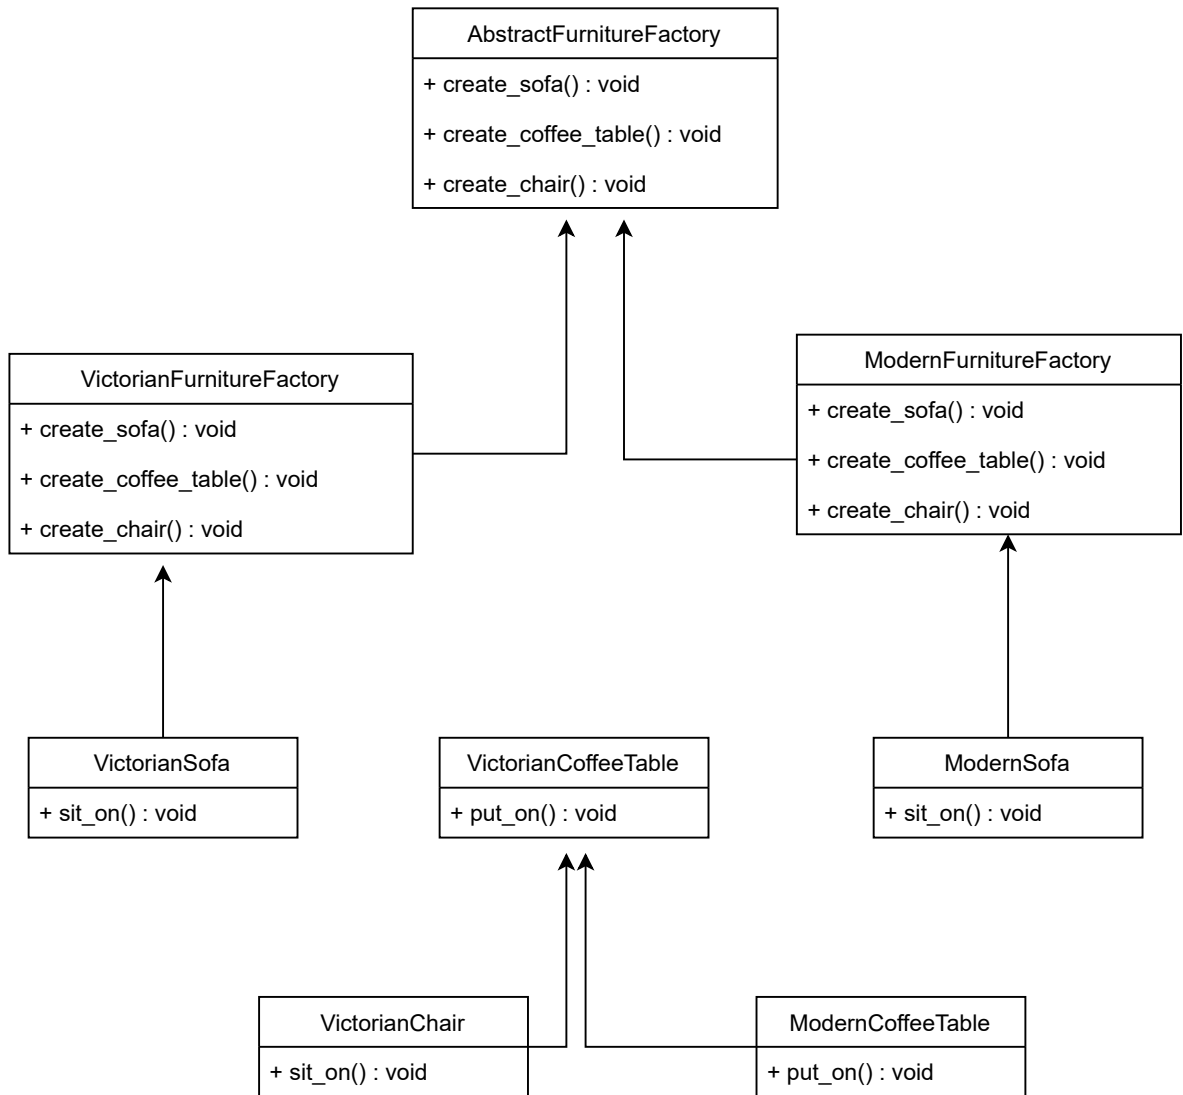 AbstractFurnitureFactory
+ create_sofa() : void
+ create_coffee_table() : void
+ create_chair() : void
VictorianFurnitureFactory
+ create_sofa() : void
+ create_coffee_table() : void
+ create_chair() : void
ModernFurnitureFactory
+ create_sofa() : void
+ create_coffee_table() : void
+ create_chair() : void
VictorianSofa
+ sit_on() : void
VictorianCoffeeTable
+ put_on() : void
ModernSofa
+ sit_on() : void
VictorianChair
+ sit_on() : void
ModernCoffeeTable
+ put_on() : void